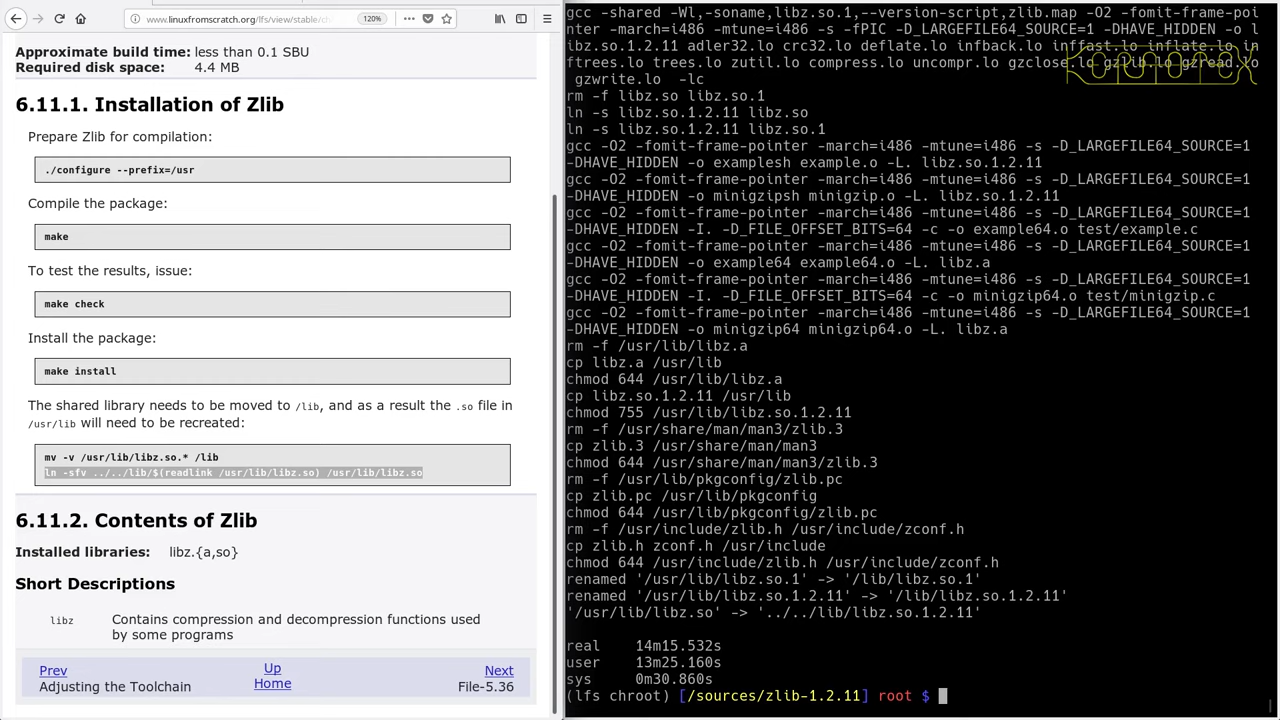 www.linuxfromscratch.org/lfs/view/stable/ch
120%
Approximate build time: less than 0.1 SBU
Required disk space: 4.4 MB
6.11.1. Installation of Zlib
Prepare Zlib for compilation:
./configure --prefix=/usr
Compile the package:
make
To test the results, issue:
make check
Install the package:
make install
The shared library needs to be moved to /lib, and as a result the .so file in
/usr/lib will need to be recreated:
mv -v /usr/lib/libz.so.* /lib
ln -sfv ../../lib/$(readlink /usr/lib/libz.so) /usr/lib/libz.so
6.11.2. Contents of Zlib
Installed libraries: libz.{a,so}
Short Descriptions
libz Contains compression and decompression functions used
by some programs
Prev Up Next
Adjusting the Toolchain Home File-5.36
gcc -shared -Wl,-soname,libz.so.1,--version-script,zlib.map -O2 -fomit-frame-poi
nter -march=i486 -mtune=i486 -s -fPIC -D_LARGEFILE64_SOURCE=1 -DHAVE_HIDDEN -o l
ibz.so.1.2.11 adler32.lo crc32.lo deflate.lo infback.lo inffast.lo inflate.lo in
ftrees.lo trees.lo zutil.lo compress.lo uncompr.lo gzclose.lo gzlib.lo gzread.lo
gzwrite.lo -lc
rm -f libz.so libz.so.1
ln -s libz.so.1.2.11 libz.so
ln -s libz.so.1.2.11 libz.so.1
gcc -O2 -fomit-frame-pointer -march=i486 -mtune=i486 -s -D_LARGEFILE64_SOURCE=1
-DHAVE_HIDDEN -o examplesh example.o -L. libz.so.1.2.11
gcc -O2 -fomit-frame-pointer -march=i486 -mtune=i486 -s -D_LARGEFILE64_SOURCE=1
-DHAVE_HIDDEN -o minigzipsh minigzip.o -L. libz.so.1.2.11
gcc -O2 -fomit-frame-pointer -march=i486 -mtune=i486 -s -D_LARGEFILE64_SOURCE=1
-DHAVE_HIDDEN -I. -D_FILE_OFFSET_BITS=64 -c -o example64.o test/example.c
gcc -O2 -fomit-frame-pointer -march=i486 -mtune=i486 -s -D_LARGEFILE64_SOURCE=1
-DHAVE_HIDDEN -o example64 example64.o -L. libz.a
gcc -O2 -fomit-frame-pointer -march=i486 -mtune=i486 -s -D_LARGEFILE64_SOURCE=1
-DHAVE_HIDDEN -I. -D_FILE_OFFSET_BITS=64 -c -o minigzip64.o test/minigzip.c
gcc -O2 -fomit-frame-pointer -march=i486 -mtune=i486 -s -D_LARGEFILE64_SOURCE=1
-DHAVE_HIDDEN -o minigzip64 minigzip64.o -L. libz.a
rm -f /usr/lib/libz.a
cp libz.a /usr/lib
chmod 644 /usr/lib/libz.a
cp libz.so.1.2.11 /usr/lib
chmod 755 /usr/lib/libz.so.1.2.11
rm -f /usr/share/man/man3/zlib.3
cp zlib.3 /usr/share/man/man3
chmod 644 /usr/share/man/man3/zlib.3
rm -f /usr/lib/pkgconfig/zlib.pc
cp zlib.pc /usr/lib/pkgconfig
chmod 644 /usr/lib/pkgconfig/zlib.pc
rm -f /usr/include/zlib.h /usr/include/zconf.h
cp zlib.h zconf.h /usr/include
chmod 644 /usr/include/zlib.h /usr/include/zconf.h
renamed '/usr/lib/libz.so.1' -> '/lib/libz.so.1'
renamed '/usr/lib/libz.so.1.2.11' -> '/lib/libz.so.1.2.11'
'/usr/lib/libz.so' -> '../../lib/libz.so.1.2.11'
real 14m15.532s
user 13m25.160s
sys 0m30.860s
(lfs chroot) [/sources/zlib-1.2.11] root $